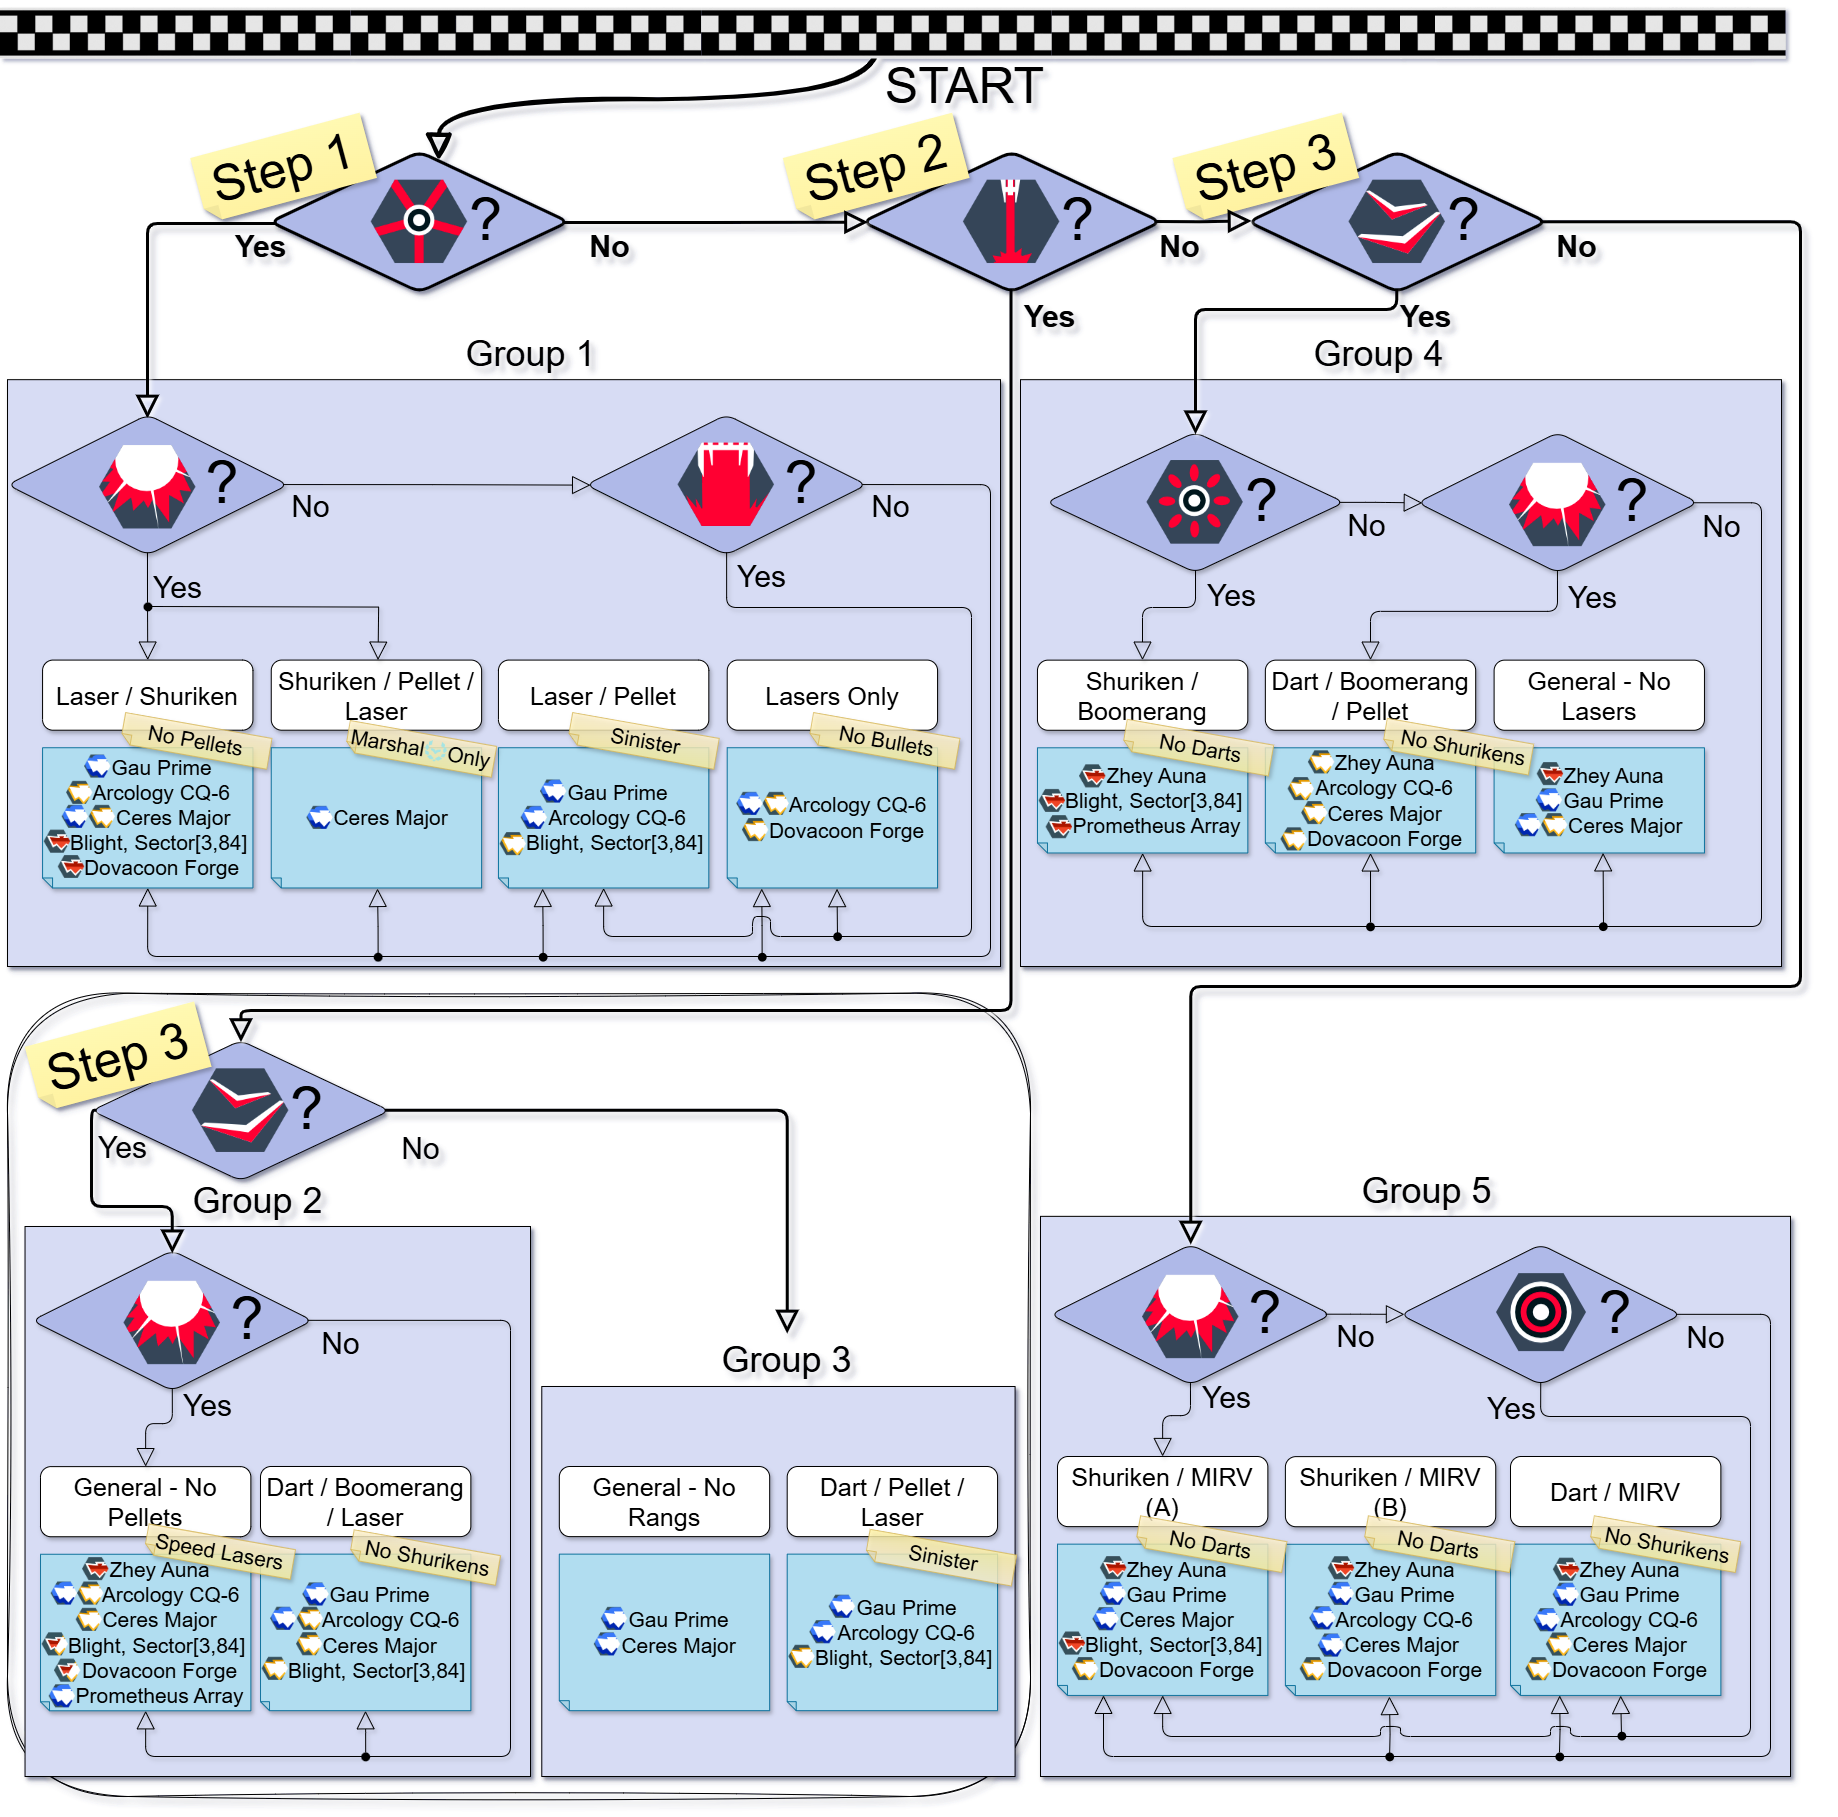 START
Step 1
?
Yes
No
Step 2
?
No
Yes
Step 3
?
No
Yes
Group 1
?
No
Yes
?
No
Yes
Laser / Shuriken
No Pellets
Gau Prime
Arcology CQ-6
Ceres Major
Blight, Sector[3,84]
Dovacoon Forge
Shuriken / Pellet /
Laser
Marshal Only
Ceres Major
Laser / Pellet
Sinister
Gau Prime
Arcology CQ-6
Blight, Sector[3,84]
Lasers Only
No Bullets
Arcology CQ-6
Dovacoon Forge
Group 4
?
No
Yes
?
No
Yes
Shuriken /
Boomerang
No Darts
Zhey Auna
Blight, Sector[3,84]
Prometheus Array
Dart / Boomerang
/ Pellet
No Shurikens
Zhey Auna
Arcology CQ-6
Ceres Major
Dovacoon Forge
General - No
Lasers
Zhey Auna
Gau Prime
Ceres Major
Step 3
?
Yes
No
Group 2
?
No
Yes
General - No
Pellets
Speed Lasers
Zhey Auna
Arcology CQ-6
Ceres Major
Blight, Sector[3,84]
Dovacoon Forge
Prometheus Array
Dart / Boomerang
/ Laser
No Shurikens
Gau Prime
Arcology CQ-6
Ceres Major
Blight, Sector[3,84]
Group 3
General - No
Rangs
Gau Prime
Ceres Major
Dart / Pellet /
Laser
Sinister
Gau Prime
Arcology CQ-6
Blight, Sector[3,84]
Group 5
?
No
Yes
?
No
Yes
Shuriken / MIRV
(A)
No Darts
Zhey Auna
Gau Prime
Ceres Major
Blight, Sector[3,84]
Dovacoon Forge
Shuriken / MIRV
(B)
No Darts
Zhey Auna
Gau Prime
Arcology CQ-6
Ceres Major
Dovacoon Forge
Dart / MIRV
No Shurikens
Zhey Auna
Gau Prime
Arcology CQ-6
Ceres Major
Dovacoon Forge